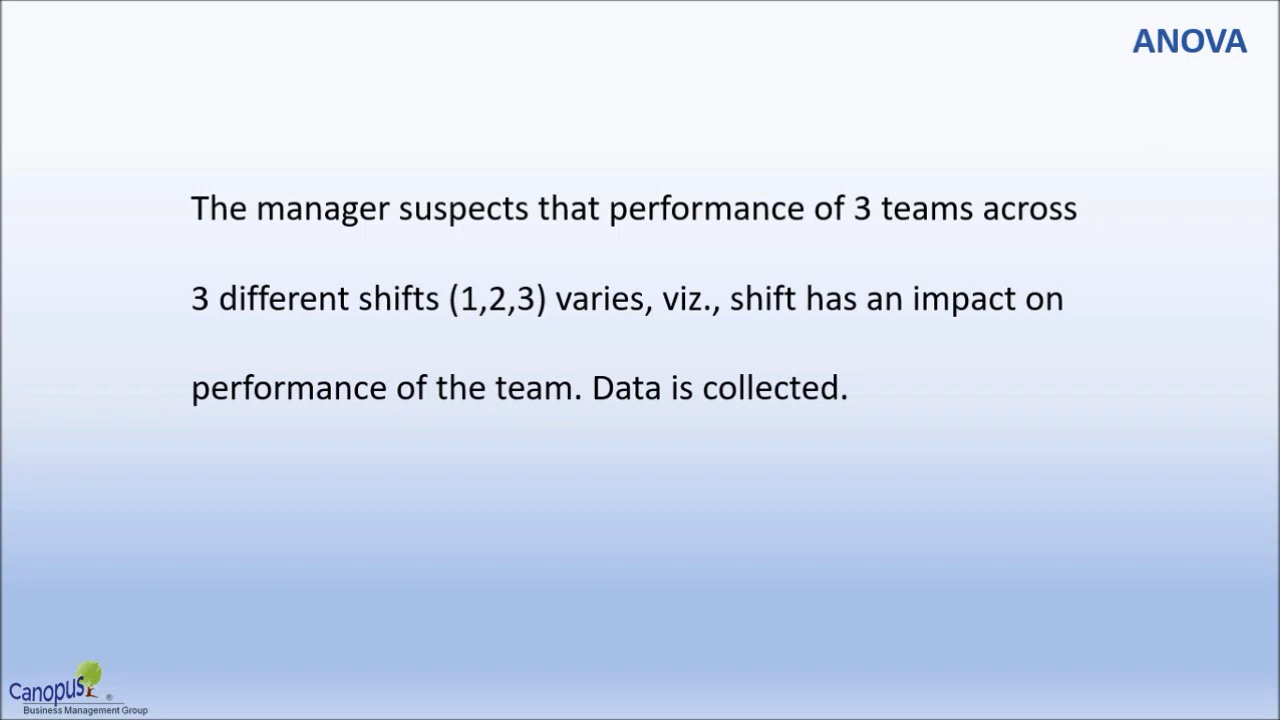 ANOVA
The manager suspects that performance of 3 teams across
3 different shifts (1,2,3) varies, viz., shift has an impact on
performance of the team. Data is collected.
Canopus ®
Business Management Group